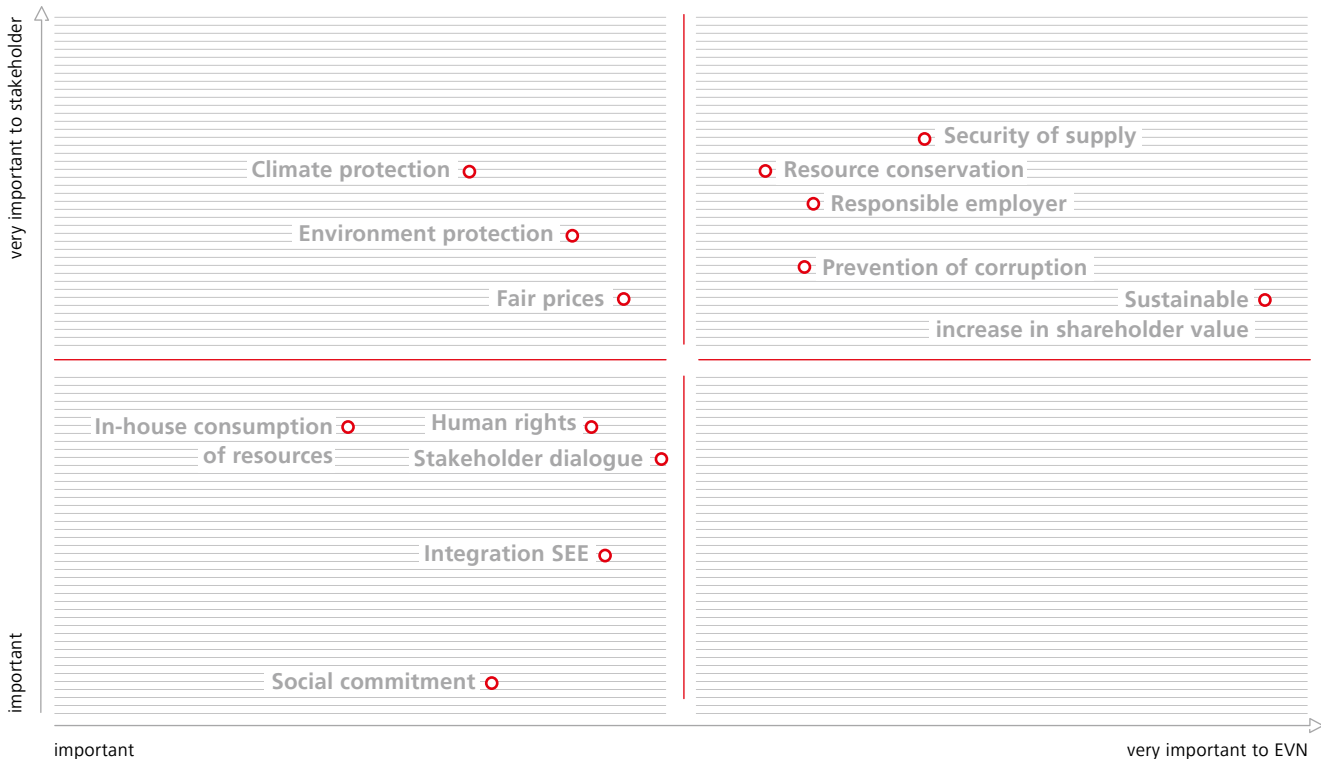 very important to stakeholder
Security of supply
Climate protection
Resource conservation
Responsible employer
Environment protection
Prevention of corruption
Fair prices
Sustainable
increase in shareholder value
In-house consumption
of resources
Human rights
Stakeholder dialogue
Integration SEE
Social commitment
important
important
very important to EVN